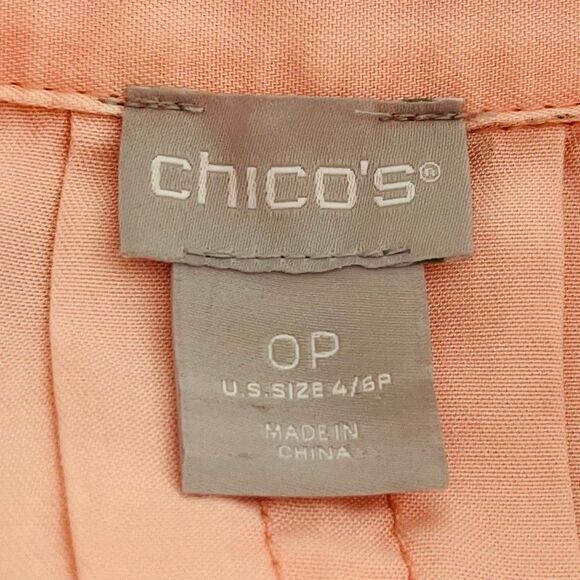 chico's®
0P
U.S.SIZE 4/6P
MADE IN
CHINA